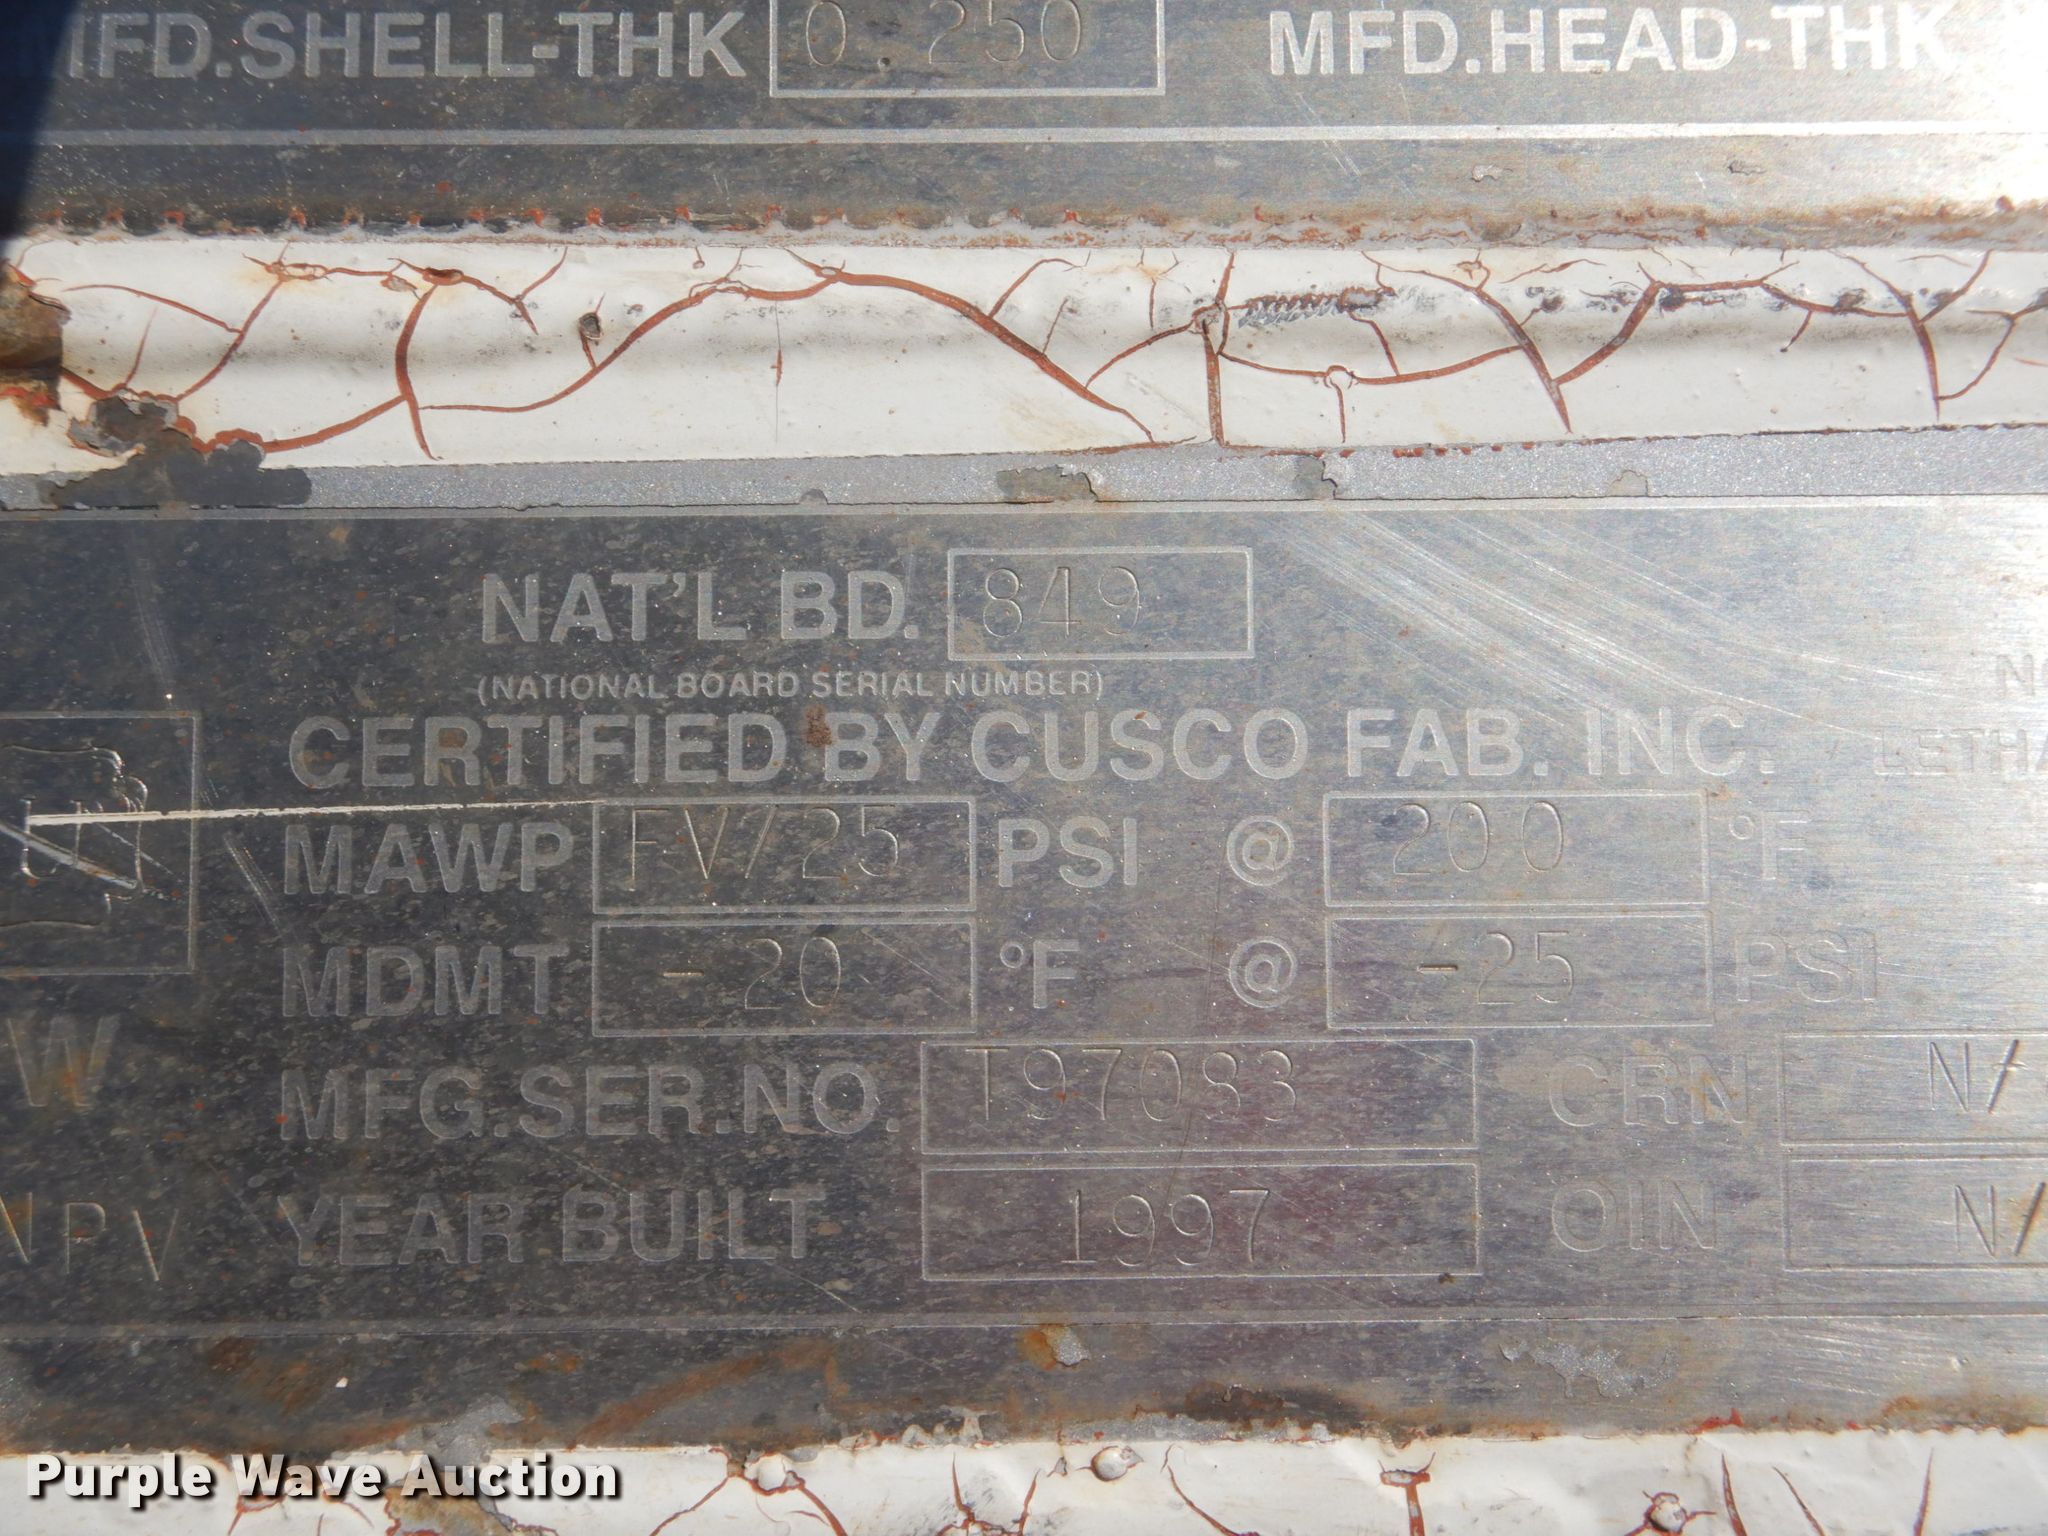 MFD.SHELL-THK 0.250 MFD.HEAD-THK
NAT'L BD. 849
(NATIONAL BOARD SERIAL NUMBER)
CERTIFIED BY CUSCO FAB. INC.
U
MAWP FV/25 PSI @ 200 °F
MDMT -20 °F @ -25 PSI
W
MFG.SER.NO. T97083 CRN N/
NPV YEAR BUILT 1997 OIN N/
Purple Wave Auction